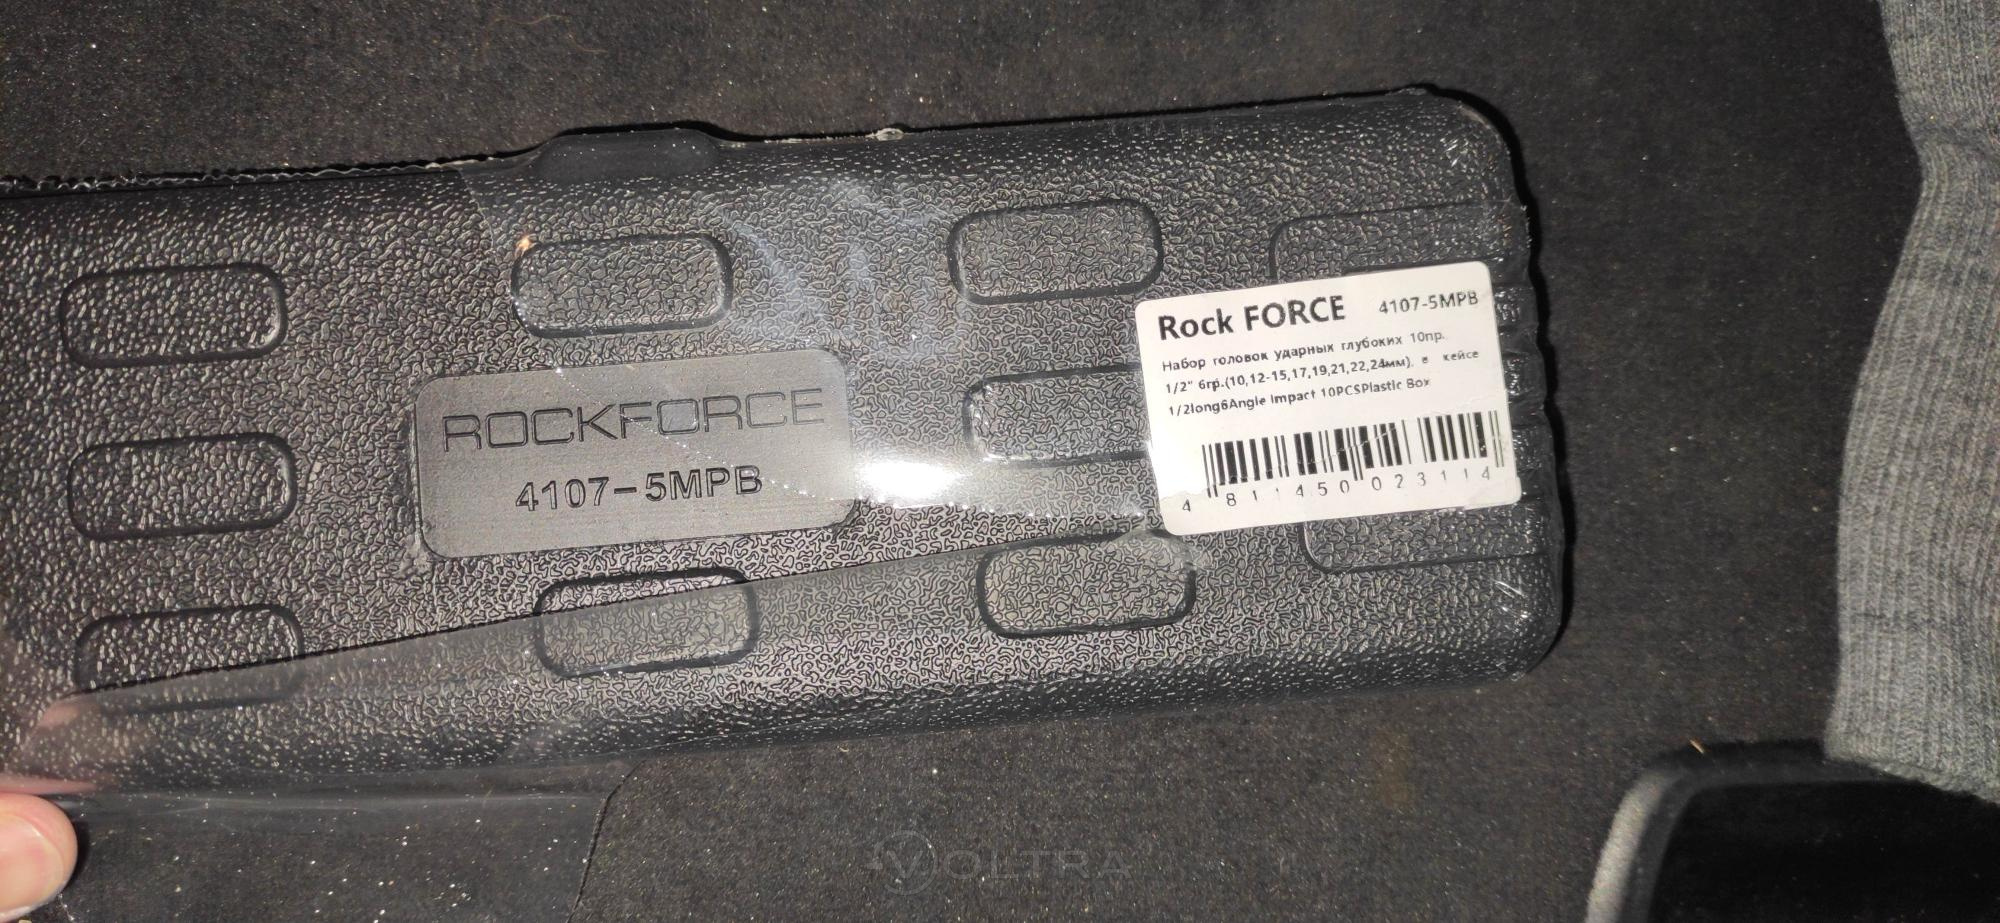 ROCKFORCE
4107-5MPB
Rock FORCE 4107-5MPB
Набор головок ударных глубоких 10пр.
1/2" 6гр.(10,12-15,17,19,21,22,24мм). в кейсе
1/2long6Angle Impact 10PCSPlastic Box
4 811450 023114
VOLTRA